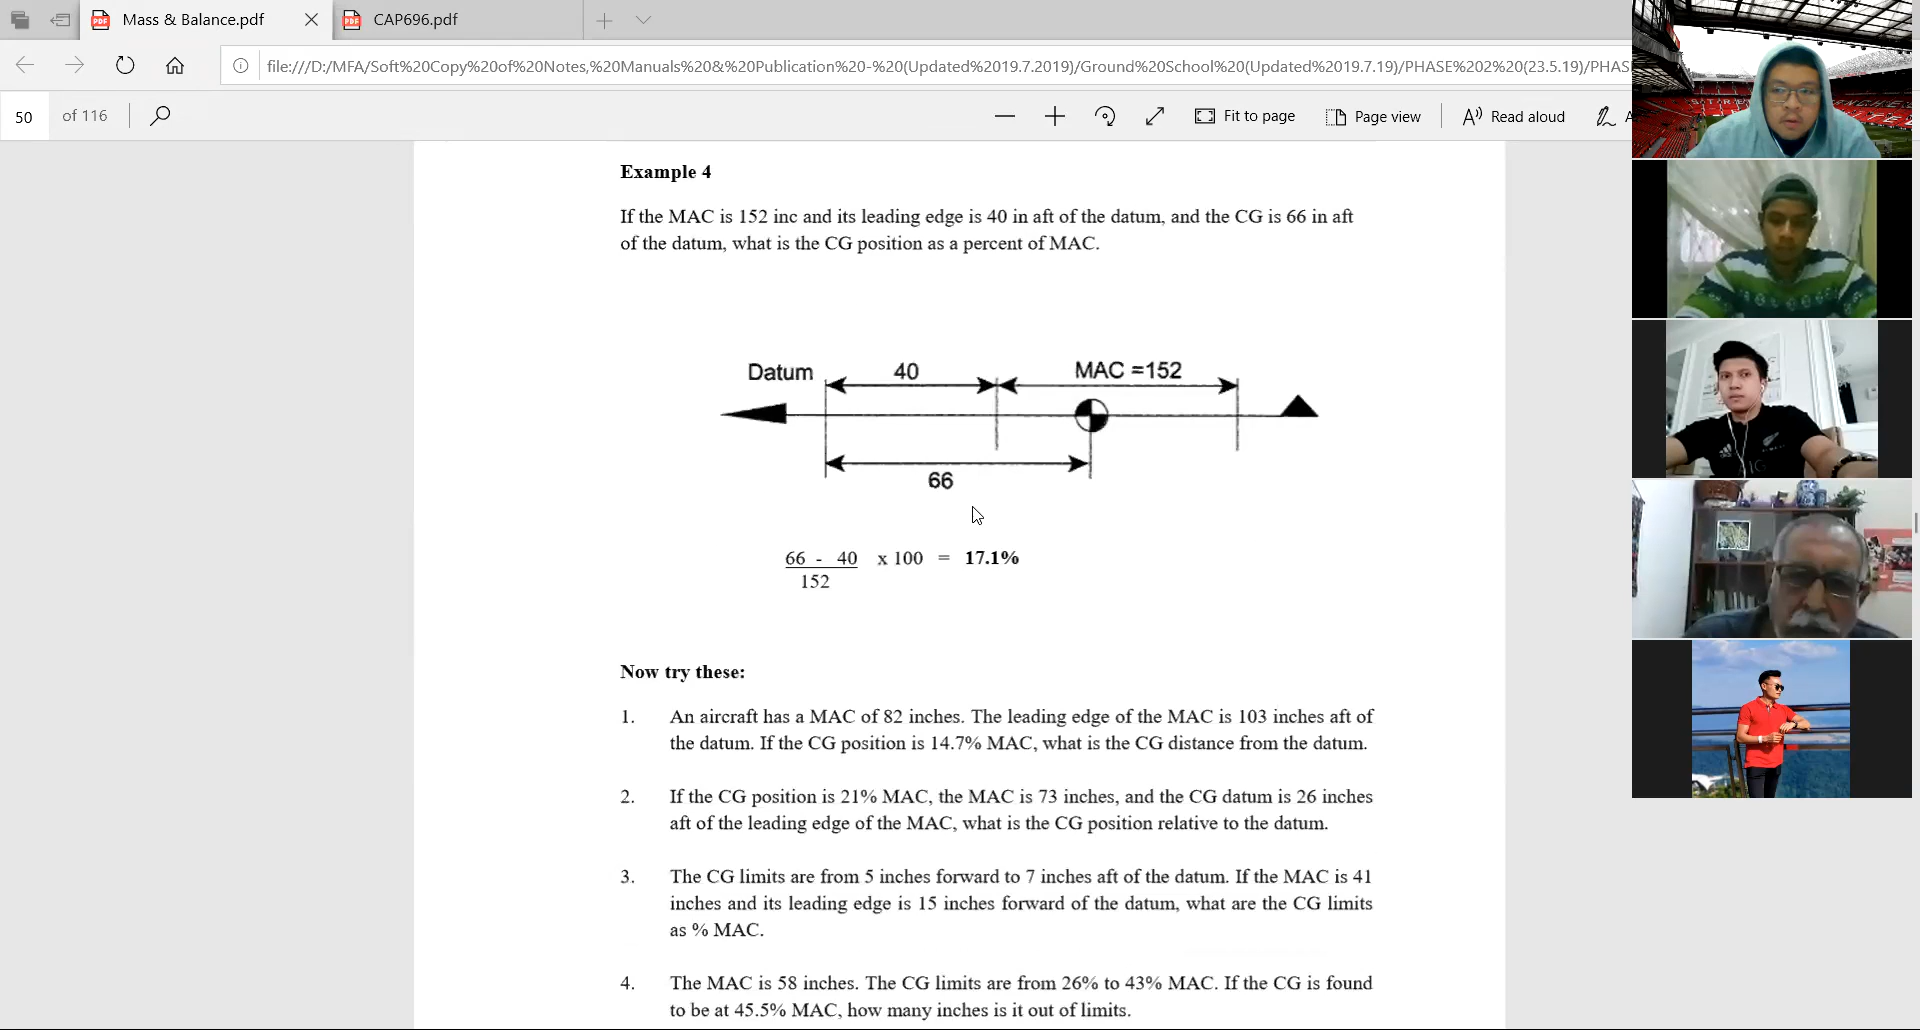 Mass & Balance.pdf
CAP696.pdf
file:///D:/MFA/Soft%20Copy%20of%20Notes,%20Manuals%20&%20Publication%20-%20(Updated%2019.7.2019)/Ground%20School%20(Updated%2019.7.19)/PHASE%202%20(23.5.19)/PHAS
50 of 116
Fit to page
Page view
Read aloud
Example 4
If the MAC is 152 inc and its leading edge is 40 in aft of the datum, and the CG is 66 in aft
of the datum, what is the CG position as a percent of MAC.
Datum 40 MAC =152
66
66 - 40 x 100 = 17.1%
152
Now try these:
1. An aircraft has a MAC of 82 inches. The leading edge of the MAC is 103 inches aft of
the datum. If the CG position is 14.7% MAC, what is the CG distance from the datum.
2. If the CG position is 21% MAC, the MAC is 73 inches, and the CG datum is 26 inches
aft of the leading edge of the MAC, what is the CG position relative to the datum.
3. The CG limits are from 5 inches forward to 7 inches aft of the datum. If the MAC is 41
inches and its leading edge is 15 inches forward of the datum, what are the CG limits
as % MAC.
4. The MAC is 58 inches. The CG limits are from 26% to 43% MAC. If the CG is found
to be at 45.5% MAC, how many inches is it out of limits.